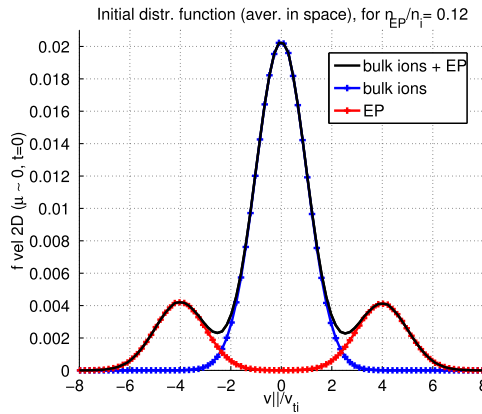 Initial distr. function (aver. in space), for n_EP/n_i= 0.12
0.02
0.018
0.016
0.014
0.012
0.01
0.008
0.006
0.004
0.002
0
f vel 2D (μ ~ 0, t=0)
bulk ions + EP
bulk ions
EP
−8 −6 −4 −2 0 2 4 6 8
v||/v_ti